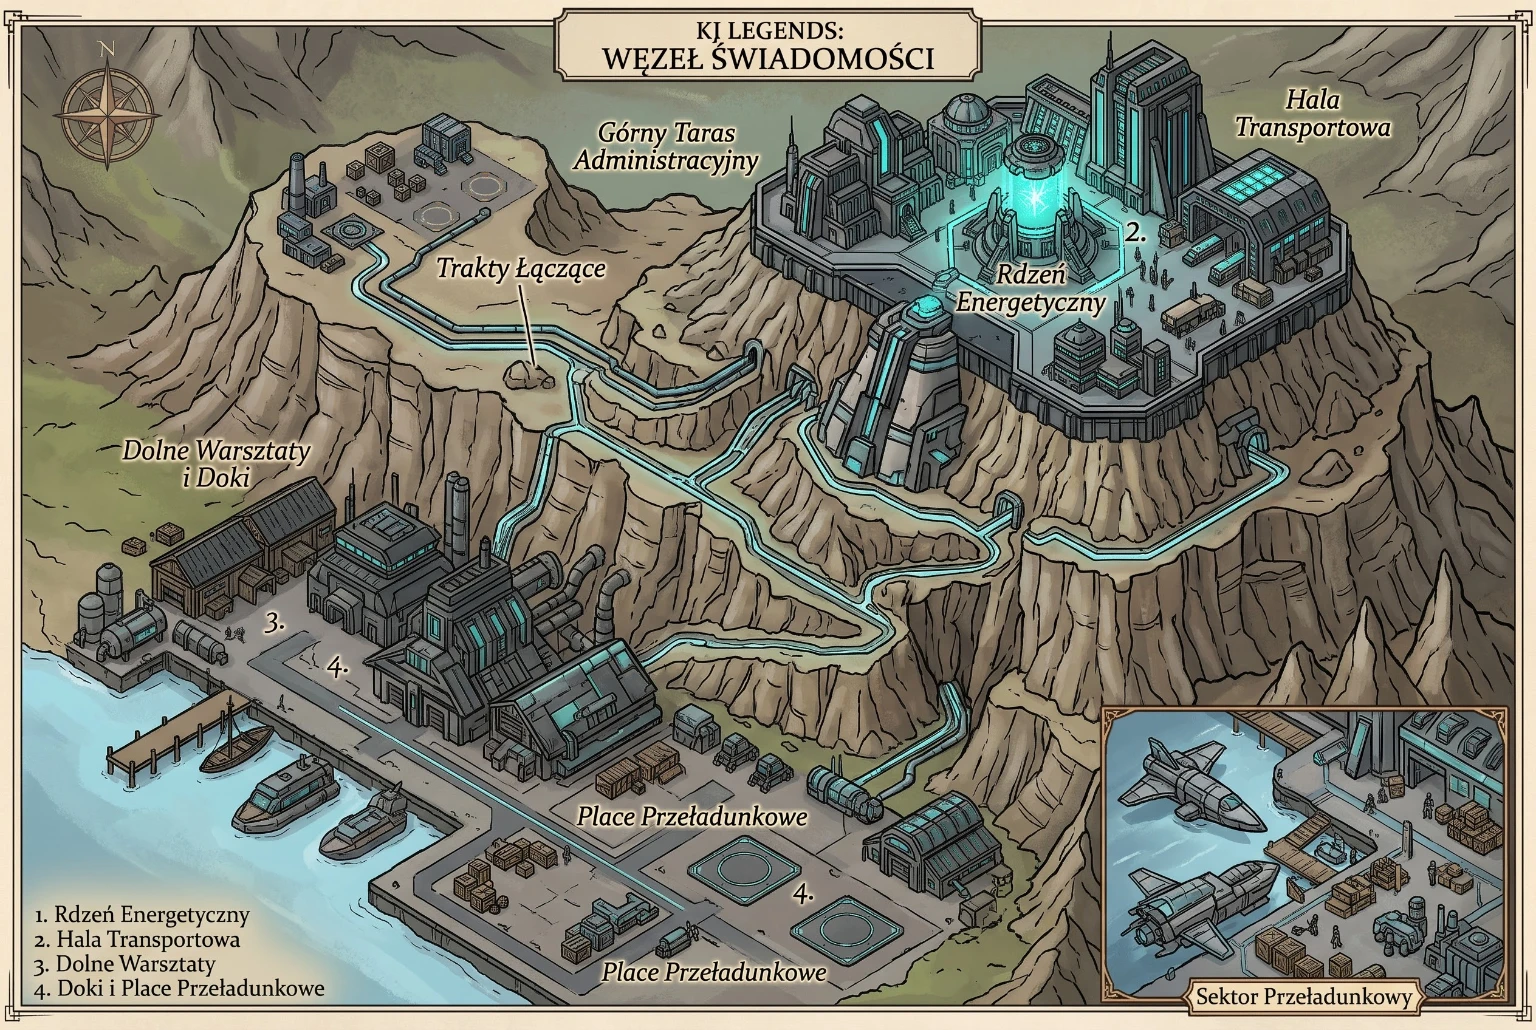 KJ LEGENDS:
WĘZEŁ ŚWIADOMOŚCI
N
Hala
Transportowa
Górny Taras
Administracyjny
2.
Trakty Łączące
Rdzeń
Energetyczny
Dolne Warsztaty
i Doki
3.
4.
Place Przeładunkowe
4.
Place Przeładunkowe
1. Rdzeń Energetyczny
2. Hala Transportowa
3. Dolne Warsztaty
4. Doki i Place Przeładunkowe
Sektor Przeładunkowy